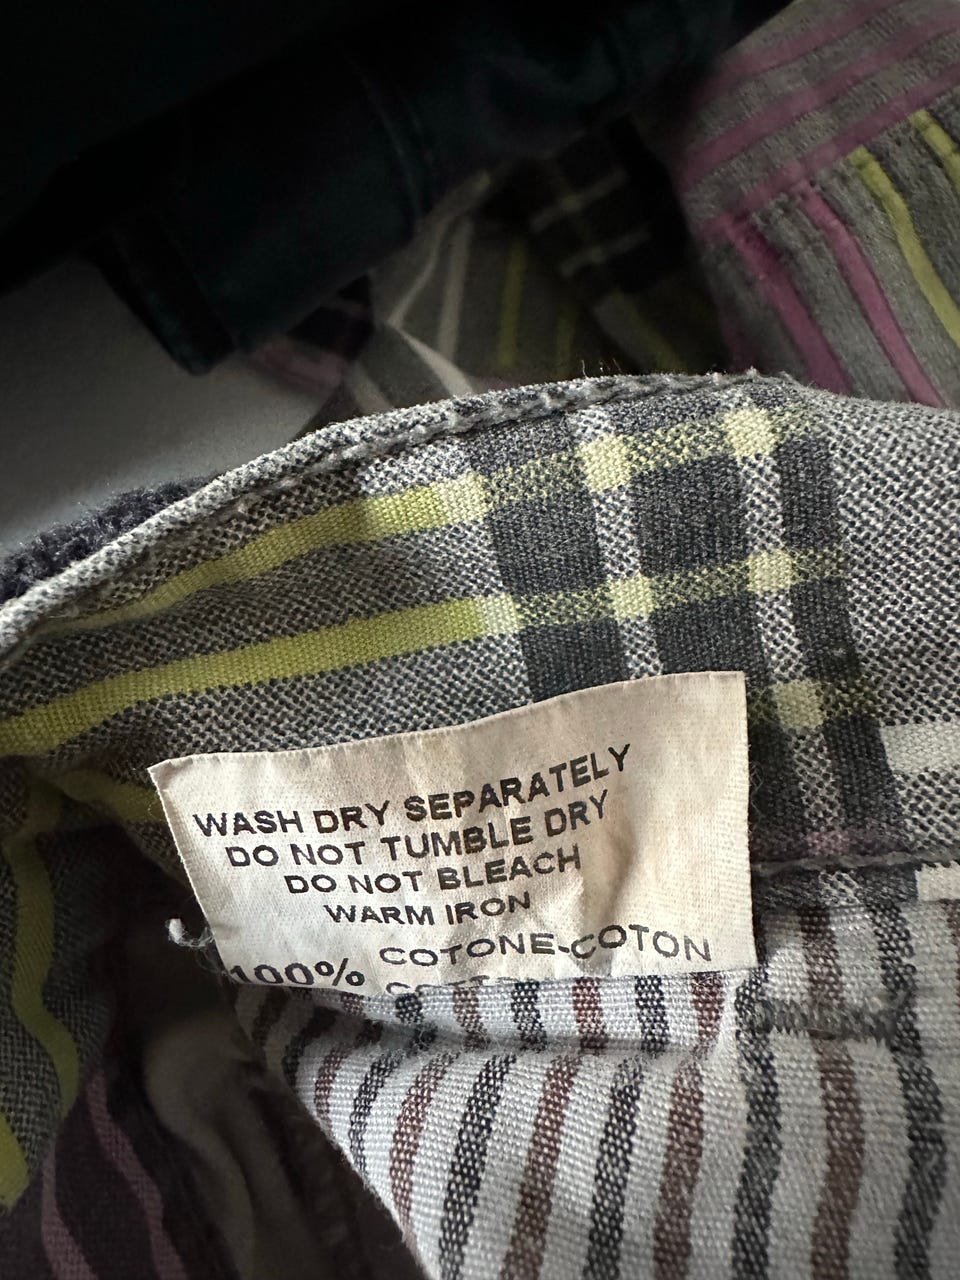 WASH DRY SEPARATELY
DO NOT TUMBLE DRY
DO NOT BLEACH
WARM IRON
COTONE-COTON
100%